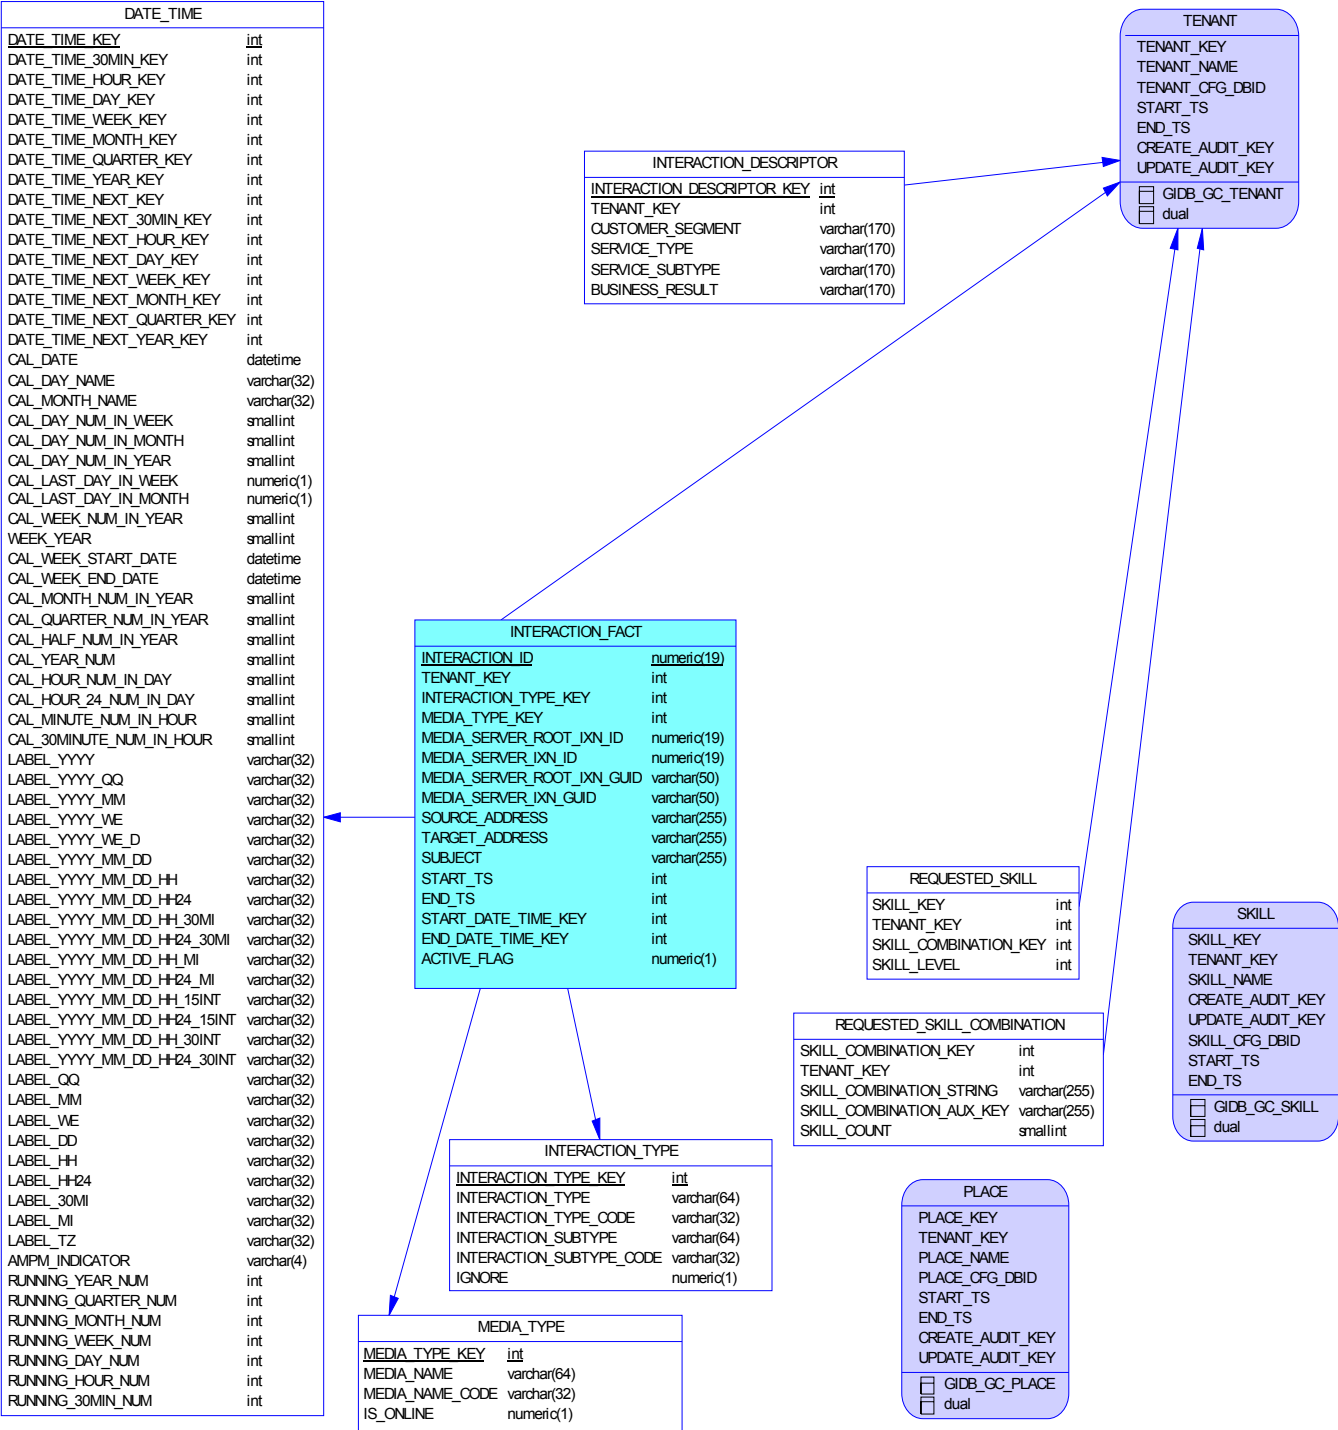 DATE_TIME
DATE_TIME_KEY int
DATE_TIME_30MIN_KEY int
DATE_TIME_HOUR_KEY int
DATE_TIME_DAY_KEY int
DATE_TIME_WEEK_KEY int
DATE_TIME_MONTH_KEY int
DATE_TIME_QUARTER_KEY int
DATE_TIME_YEAR_KEY int
DATE_TIME_NEXT_KEY int
DATE_TIME_NEXT_30MIN_KEY int
DATE_TIME_NEXT_HOUR_KEY int
DATE_TIME_NEXT_DAY_KEY int
DATE_TIME_NEXT_WEEK_KEY int
DATE_TIME_NEXT_MONTH_KEY int
DATE_TIME_NEXT_QUARTER_KEY int
DATE_TIME_NEXT_YEAR_KEY int
CAL_DATE datetime
CAL_DAY_NAME varchar(32)
CAL_MONTH_NAME varchar(32)
CAL_DAY_NUM_IN_WEEK smallint
CAL_DAY_NUM_IN_MONTH smallint
CAL_DAY_NUM_IN_YEAR smallint
CAL_LAST_DAY_IN_WEEK numeric(1)
CAL_LAST_DAY_IN_MONTH numeric(1)
CAL_WEEK_NUM_IN_YEAR smallint
WEEK_YEAR smallint
CAL_WEEK_START_DATE datetime
CAL_WEEK_END_DATE datetime
CAL_MONTH_NUM_IN_YEAR smallint
CAL_QUARTER_NUM_IN_YEAR smallint
CAL_HALF_NUM_IN_YEAR smallint
CAL_YEAR_NUM smallint
CAL_HOUR_NUM_IN_DAY smallint
CAL_HOUR_24_NUM_IN_DAY smallint
CAL_MINUTE_NUM_IN_HOUR smallint
CAL_30MINUTE_NUM_IN_HOUR smallint
LABEL_YYYY varchar(32)
LABEL_YYYY_QQ varchar(32)
LABEL_YYYY_MM varchar(32)
LABEL_YYYY_WE varchar(32)
LABEL_YYYY_WE_D varchar(32)
LABEL_YYYY_MM_DD varchar(32)
LABEL_YYYY_MM_DD_HH varchar(32)
LABEL_YYYY_MM_DD_HH24 varchar(32)
LABEL_YYYY_MM_DD_HH_30MI varchar(32)
LABEL_YYYY_MM_DD_HH24_30MI varchar(32)
LABEL_YYYY_MM_DD_HH_MI varchar(32)
LABEL_YYYY_MM_DD_HH24_MI varchar(32)
LABEL_YYYY_MM_DD_HH_15INT varchar(32)
LABEL_YYYY_MM_DD_HH24_15INT varchar(32)
LABEL_YYYY_MM_DD_HH_30INT varchar(32)
LABEL_YYYY_MM_DD_HH24_30INT varchar(32)
LABEL_QQ varchar(32)
LABEL_MM varchar(32)
LABEL_WE varchar(32)
LABEL_DD varchar(32)
LABEL_HH varchar(32)
LABEL_HH24 varchar(32)
LABEL_30MI varchar(32)
LABEL_MI varchar(32)
LABEL_TZ varchar(32)
AMPM_INDICATOR varchar(4)
RUNNING_YEAR_NUM int
RUNNING_QUARTER_NUM int
RUNNING_MONTH_NUM int
RUNNING_WEEK_NUM int
RUNNING_DAY_NUM int
RUNNING_HOUR_NUM int
RUNNING_30MIN_NUM int
TENANT
TENANT_KEY
TENANT_NAME
TENANT_CFG_DBID
START_TS
END_TS
CREATE_AUDIT_KEY
UPDATE_AUDIT_KEY
GIDB_GC_TENANT
dual
INTERACTION_DESCRIPTOR
INTERACTION_DESCRIPTOR_KEY int
TENANT_KEY int
CUSTOMER_SEGMENT varchar(170)
SERVICE_TYPE varchar(170)
SERVICE_SUBTYPE varchar(170)
BUSINESS_RESULT varchar(170)
INTERACTION_FACT
INTERACTION_ID numeric(19)
TENANT_KEY int
INTERACTION_TYPE_KEY int
MEDIA_TYPE_KEY int
MEDIA_SERVER_ROOT_IXN_ID numeric(19)
MEDIA_SERVER_IXN_ID numeric(19)
MEDIA_SERVER_ROOT_IXN_GUID varchar(50)
MEDIA_SERVER_IXN_GUID varchar(50)
SOURCE_ADDRESS varchar(255)
TARGET_ADDRESS varchar(255)
SUBJECT varchar(255)
START_TS int
END_TS int
START_DATE_TIME_KEY int
END_DATE_TIME_KEY int
ACTIVE_FLAG numeric(1)
REQUESTED_SKILL
SKILL_KEY int
TENANT_KEY int
SKILL_COMBINATION_KEY int
SKILL_LEVEL int
SKILL
SKILL_KEY
TENANT_KEY
SKILL_NAME
CREATE_AUDIT_KEY
UPDATE_AUDIT_KEY
SKILL_CFG_DBID
START_TS
END_TS
GIDB_GC_SKILL
dual
REQUESTED_SKILL_COMBINATION
SKILL_COMBINATION_KEY int
TENANT_KEY int
SKILL_COMBINATION_STRING varchar(255)
SKILL_COMBINATION_AUX_KEY varchar(255)
SKILL_COUNT smallint
INTERACTION_TYPE
INTERACTION_TYPE_KEY int
INTERACTION_TYPE varchar(64)
INTERACTION_TYPE_CODE varchar(32)
INTERACTION_SUBTYPE varchar(64)
INTERACTION_SUBTYPE_CODE varchar(32)
IGNORE numeric(1)
PLACE
PLACE_KEY
TENANT_KEY
PLACE_NAME
PLACE_CFG_DBID
START_TS
END_TS
CREATE_AUDIT_KEY
UPDATE_AUDIT_KEY
GIDB_GC_PLACE
dual
MEDIA_TYPE
MEDIA_TYPE_KEY int
MEDIA_NAME varchar(64)
MEDIA_NAME_CODE varchar(32)
IS_ONLINE numeric(1)